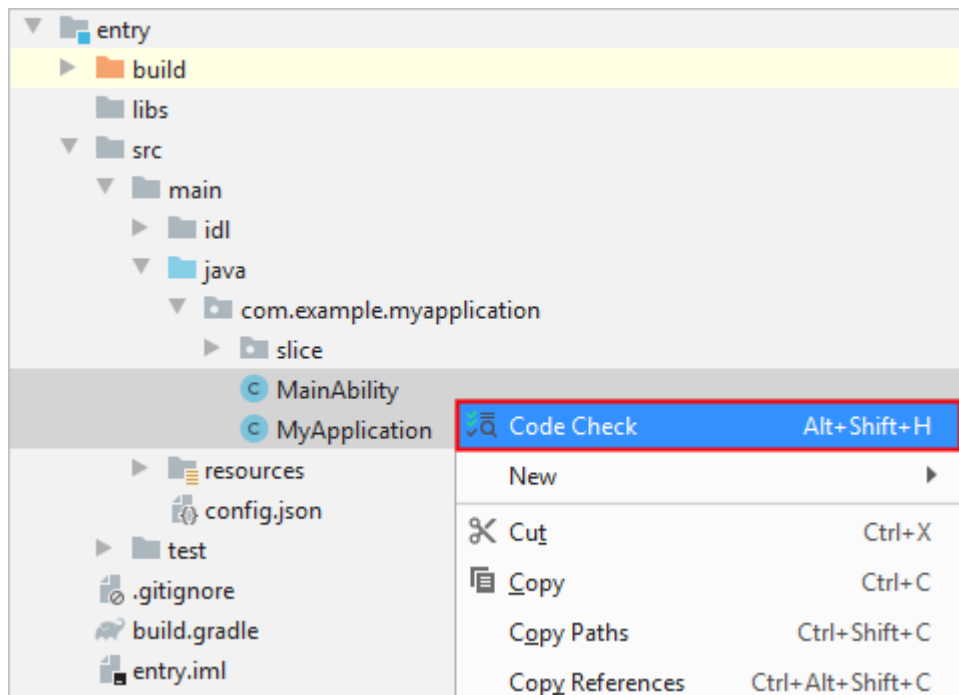 entry
build
libs
src
main
idl
java
com.example.myapplication
slice
MainAbility
MyApplication
Code Check Alt+Shift+H
New
resources
config.json
Cut Ctrl+X
test
.gitignore
Copy Ctrl+C
build.gradle
Copy Paths Ctrl+Shift+C
entry.iml
Copy References Ctrl+Alt+Shift+C